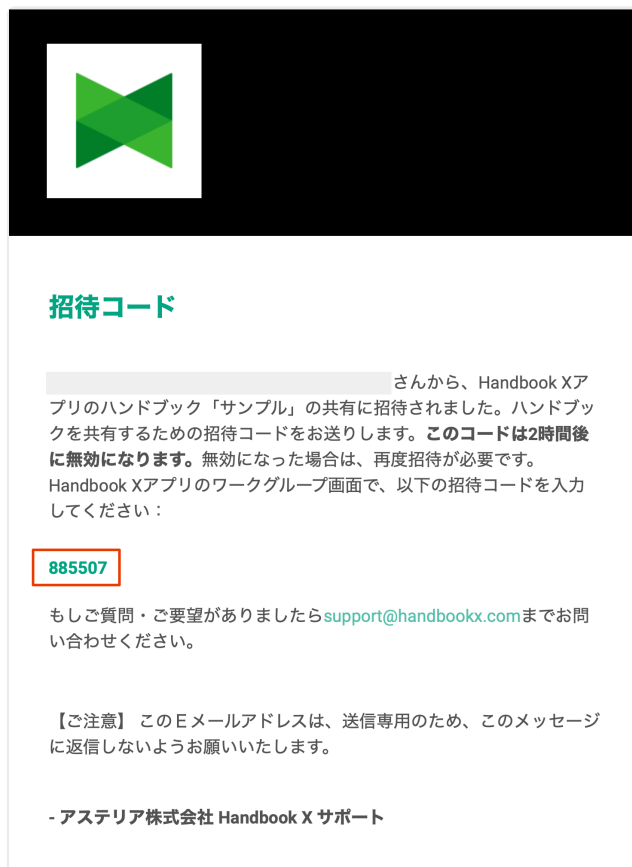 招待コード
さんから、Handbook Xア
プリのハンドブック「サンプル」の共有に招待されました。ハンドブッ
クを共有するための招待コードをお送りします。このコードは2時間後
に無効になります。無効になった場合は、再度招待が必要です。
Handbook Xアプリのワークグループ画面で、以下の招待コードを入力
してください：
885507
もしご質問・ご要望がありましたらsupport@handbookx.comまでお問
い合わせください。
【ご注意】 このＥメールアドレスは、送信専用のため、このメッセージ
に返信しないようお願いいたします。
- アステリア株式会社 Handbook X サポート